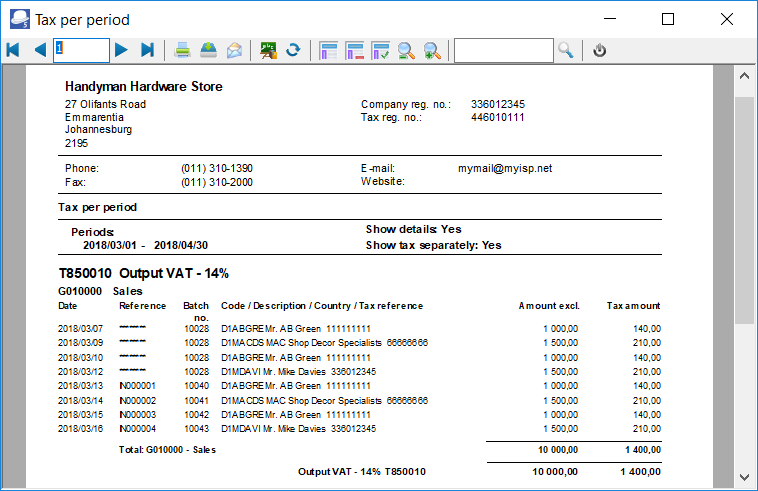 Tax per period
1
Handyman Hardware Store
27 Olifants Road Company reg. no.: 336012345
Emmarentia Tax reg. no.: 446010111
Johannesburg
2195
Phone: (011) 310-1390 E-mail: mymail@myisp.net
Fax: (011) 310-2000 Website:
Tax per period
Periods: Show details: Yes
2018/03/01 - 2018/04/30 Show tax separately: Yes
T850010 Output VAT - 14%
G010000 Sales
Date Reference Batch no. Code / Description / Country / Tax reference Amount excl. Tax amount
2018/03/07 ******** 10028 D1ABGRE Mr. AB Green 111111111 1 000,00 140,00
2018/03/09 ******** 10028 D1MACDS MAC Shop Decor Specialists 66666666 1 500,00 210,00
2018/03/10 ******** 10028 D1ABGRE Mr. AB Green 111111111 1 000,00 140,00
2018/03/12 ******** 10028 D1MDAVI Mr. Mike Davies 336012345 1 500,00 210,00
2018/03/13 IN000001 10040 D1ABGRE Mr. AB Green 111111111 1 000,00 140,00
2018/03/14 IN000002 10041 D1MACDS MAC Shop Decor Specialists 66666666 1 500,00 210,00
2018/03/15 IN000003 10042 D1ABGRE Mr. AB Green 111111111 1 000,00 140,00
2018/03/16 IN000004 10043 D1MDAVI Mr. Mike Davies 336012345 1 500,00 210,00
Total: G010000 - Sales 10 000,00 1 400,00
Output VAT - 14% T850010 10 000,00 1 400,00